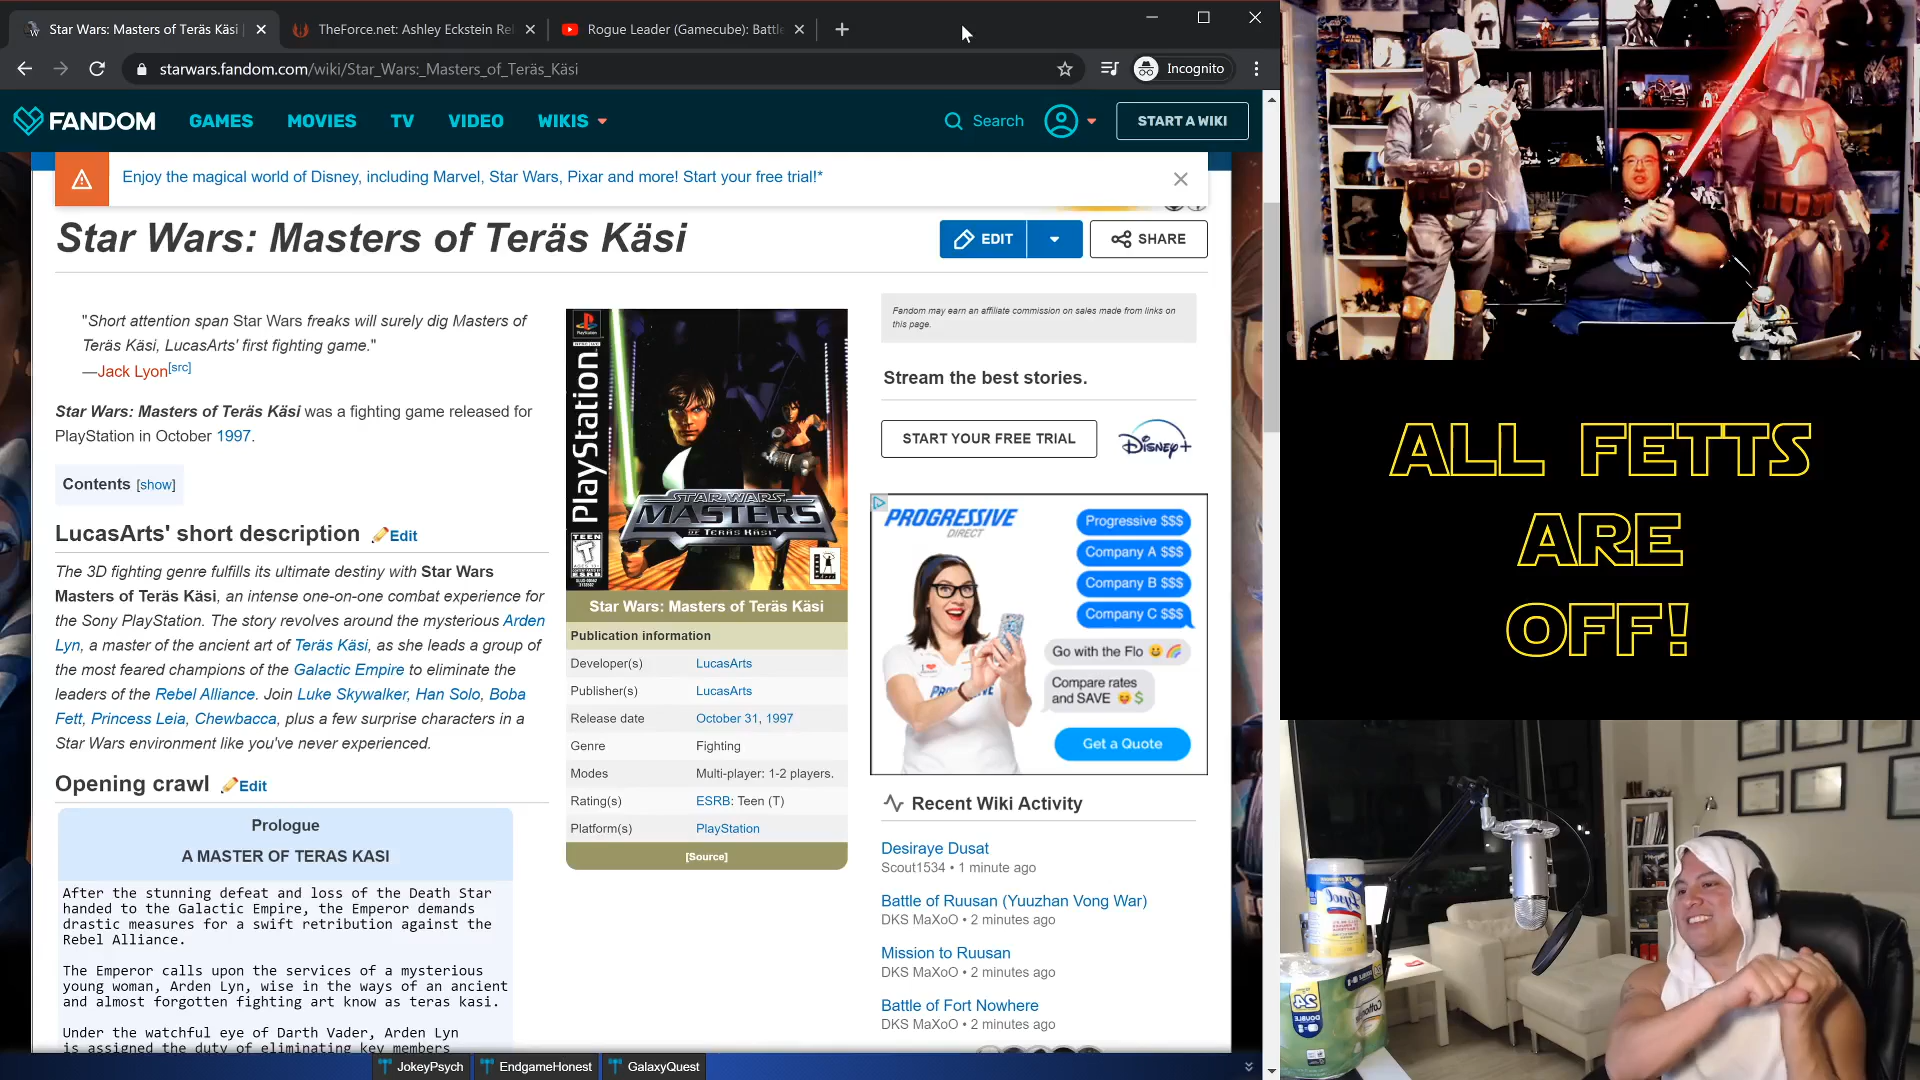 Star Wars: Masters of Teräs Käsi
TheForce.net: Ashley Eckstein Re
Rogue Leader (Gamecube): Battle
starwars.fandom.com/wiki/Star_Wars:_Masters_of_Teräs_Käsi
Incognito
FANDOM
GAMES
MOVIES
TV
VIDEO
WIKIS
Search
START A WIKI
Enjoy the magical world of Disney, including Marvel, Star Wars, Pixar and more! Start your free trial!*
Star Wars: Masters of Teräs Käsi
EDIT
SHARE
"Short attention span Star Wars freaks will surely dig Masters of
Teräs Käsi, LucasArts' first fighting game."
—Jack Lyon[src]
Star Wars: Masters of Teräs Käsi was a fighting game released for
PlayStation in October 1997.
Contents [show]
LucasArts' short description
Edit
The 3D fighting genre fulfills its ultimate destiny with Star Wars
Masters of Teräs Käsi, an intense one-on-one combat experience for
the Sony PlayStation. The story revolves around the mysterious Arden
Lyn, a master of the ancient art of Teräs Käsi, as she leads a group of
the most feared champions of the Galactic Empire to eliminate the
leaders of the Rebel Alliance. Join Luke Skywalker, Han Solo, Boba
Fett, Princess Leia, Chewbacca, plus a few surprise characters in a
Star Wars environment like you've never experienced.
Opening crawl
Edit
Prologue
A MASTER OF TERAS KASI
After the stunning defeat and loss of the Death Star
handed to the Galactic Empire, the Emperor demands
drastic measures for a swift retribution against the
Rebel Alliance.
The Emperor calls upon the services of a mysterious
young woman, Arden Lyn, wise in the ways of an ancient
and almost forgotten fighting art know as teras kasi.
Under the watchful eye of Darth Vader, Arden Lyn
is assigned the duty of eliminating key members
PlayStation
STAR WARS:
MASTERS
OF TERÄS KÄSI
TEEN
T
ESRB
Star Wars: Masters of Teräs Käsi
Publication information
Developer(s)
LucasArts
Publisher(s)
LucasArts
Release date
October 31, 1997
Genre
Fighting
Modes
Multi-player: 1-2 players.
Rating(s)
ESRB: Teen (T)
Platform(s)
PlayStation
[Source]
Fandom may earn an affiliate commission on sales made from links on
this page.
Stream the best stories.
START YOUR FREE TRIAL
Disney+
PROGRESSIVE
DIRECT
Progressive $$$
Company A $$$
Company B $$$
Company C $$$
Go with the Flo
Compare rates
and SAVE
Get a Quote
Recent Wiki Activity
Desiraye Dusat
Scout1534 • 1 minute ago
Battle of Ruusan (Yuuzhan Vong War)
DKS MaXoO • 2 minutes ago
Mission to Ruusan
DKS MaXoO • 2 minutes ago
Battle of Fort Nowhere
DKS MaXoO • 2 minutes ago
JokeyPsych
EndgameHonest
GalaxyQuest
ALL FETTS
ARE
OFF!
Lysol
24
DOUBLE
Cottonelle